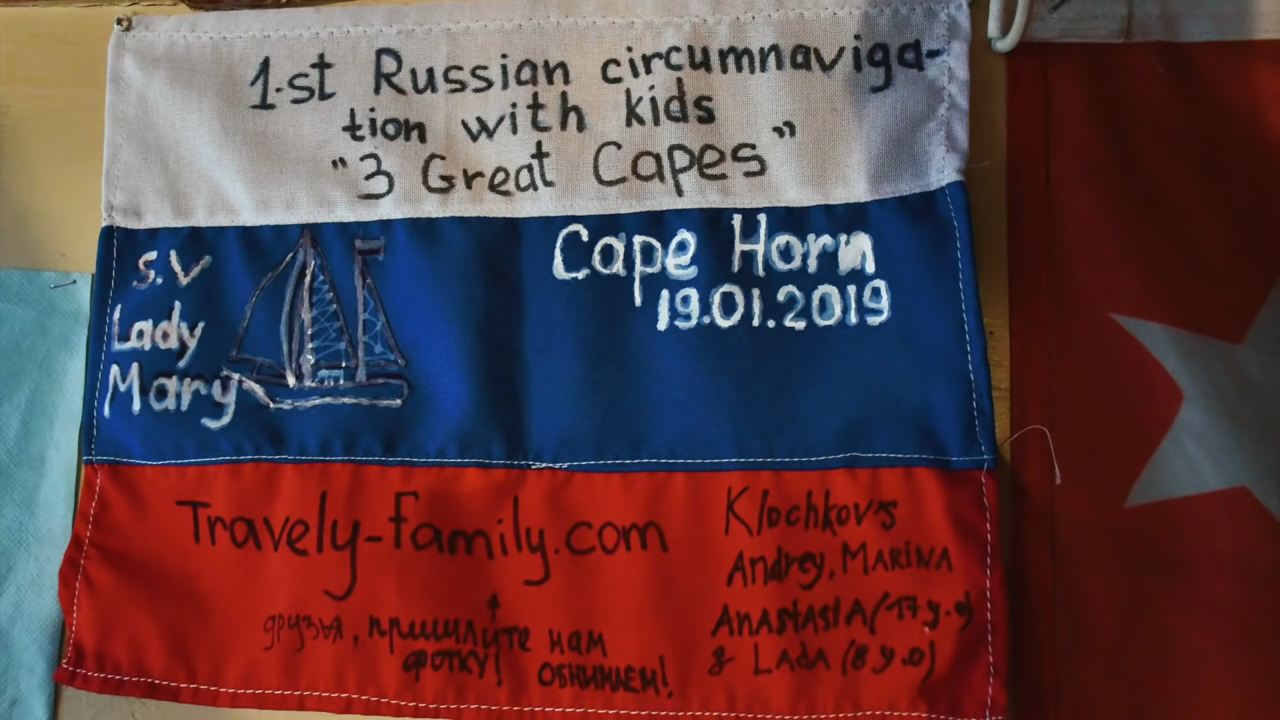 1-st Russian circumnaviga-
tion with kids
"3 Great Capes"
S.V
Lady
Mary
Cape Horn
19.01.2019
Travely-family.com
друзья, пришлите нам
фотку! ОБНИМАЕМ!
Klochkov's
Andrey, MARINA
ANASTASIA (17 y.o)
& LADA (8 y.o)